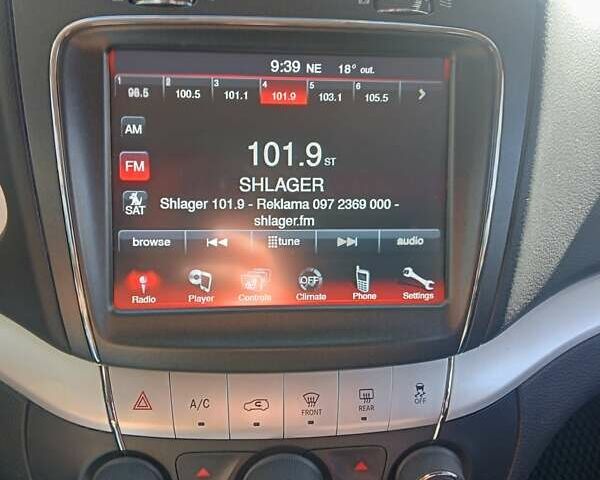 9:39 NE 18° out.
1 2 3 4 5 6
96.5 100.5 101.1 101.9 103.1 105.5
AM
FM
SAT
101.9 ST
SHLAGER
Shlager 101.9 - Reklama 097 2369 000 -
shlager.fm
browse tune audio
OFF
Radio Player Controls Climate Phone Settings
A/C FRONT REAR OFF